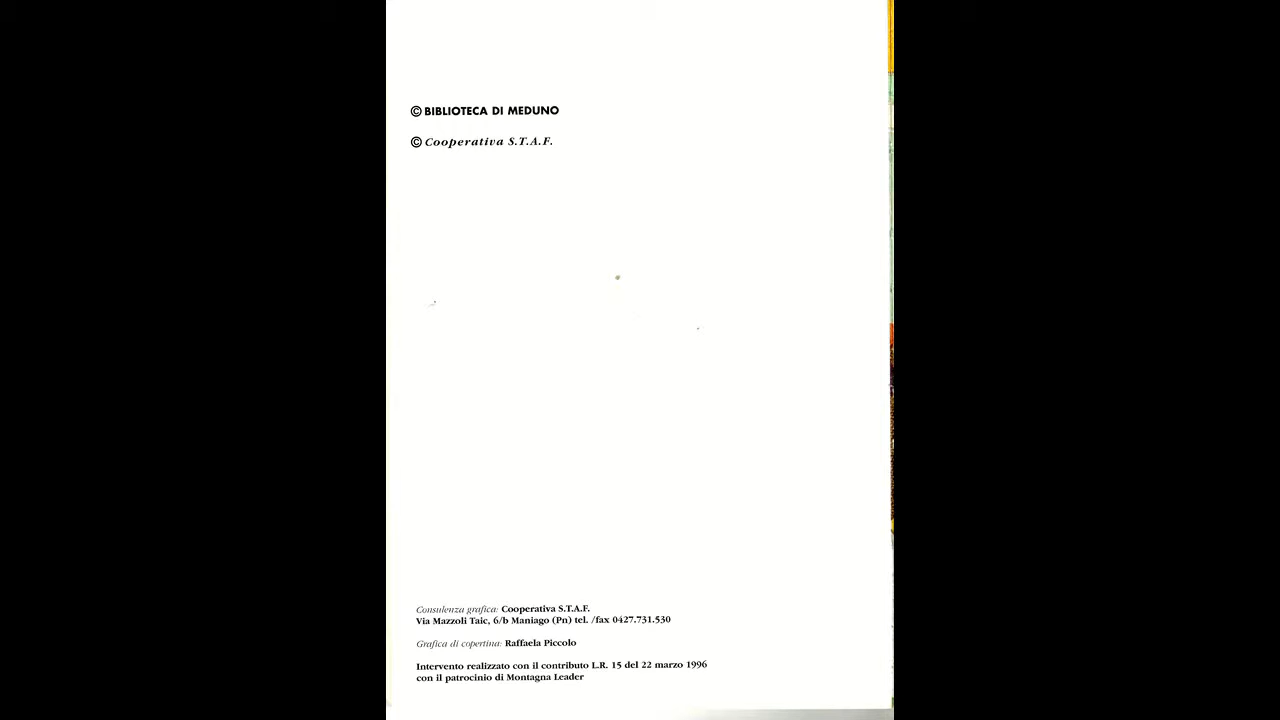 © BIBLIOTECA DI MEDUNO
© Cooperativa S.T.A.F.
Consulenza grafica: Cooperativa S.T.A.F.
Via Mazzoli Taic, 6/b Maniago (Pn) tel. /fax 0427.731.530
Grafica di copertina: Raffaela Piccolo
Intervento realizzato con il contributo L.R. 15 del 22 marzo 1996
con il patrocinio di Montagna Leader